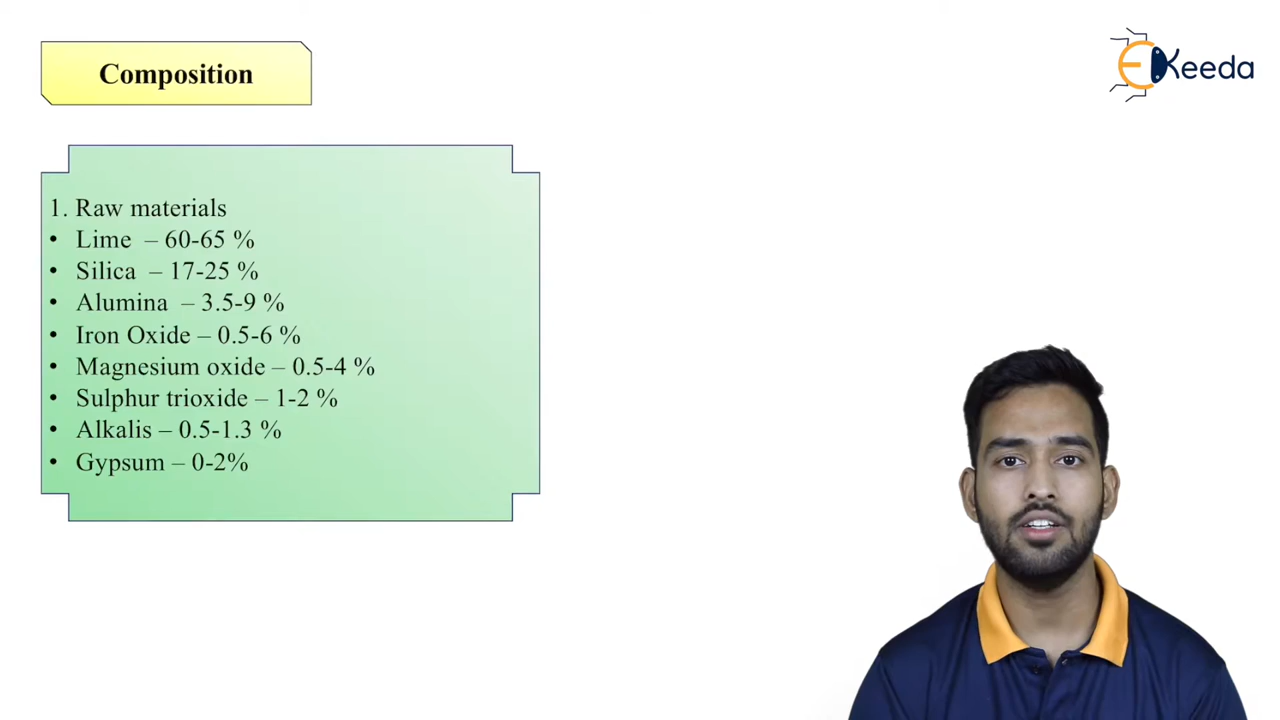 Composition
EKeeda
1. Raw materials
• Lime – 60-65 %
• Silica – 17-25 %
• Alumina – 3.5-9 %
• Iron Oxide – 0.5-6 %
• Magnesium oxide – 0.5-4 %
• Sulphur trioxide – 1-2 %
• Alkalis – 0.5-1.3 %
• Gypsum – 0-2%